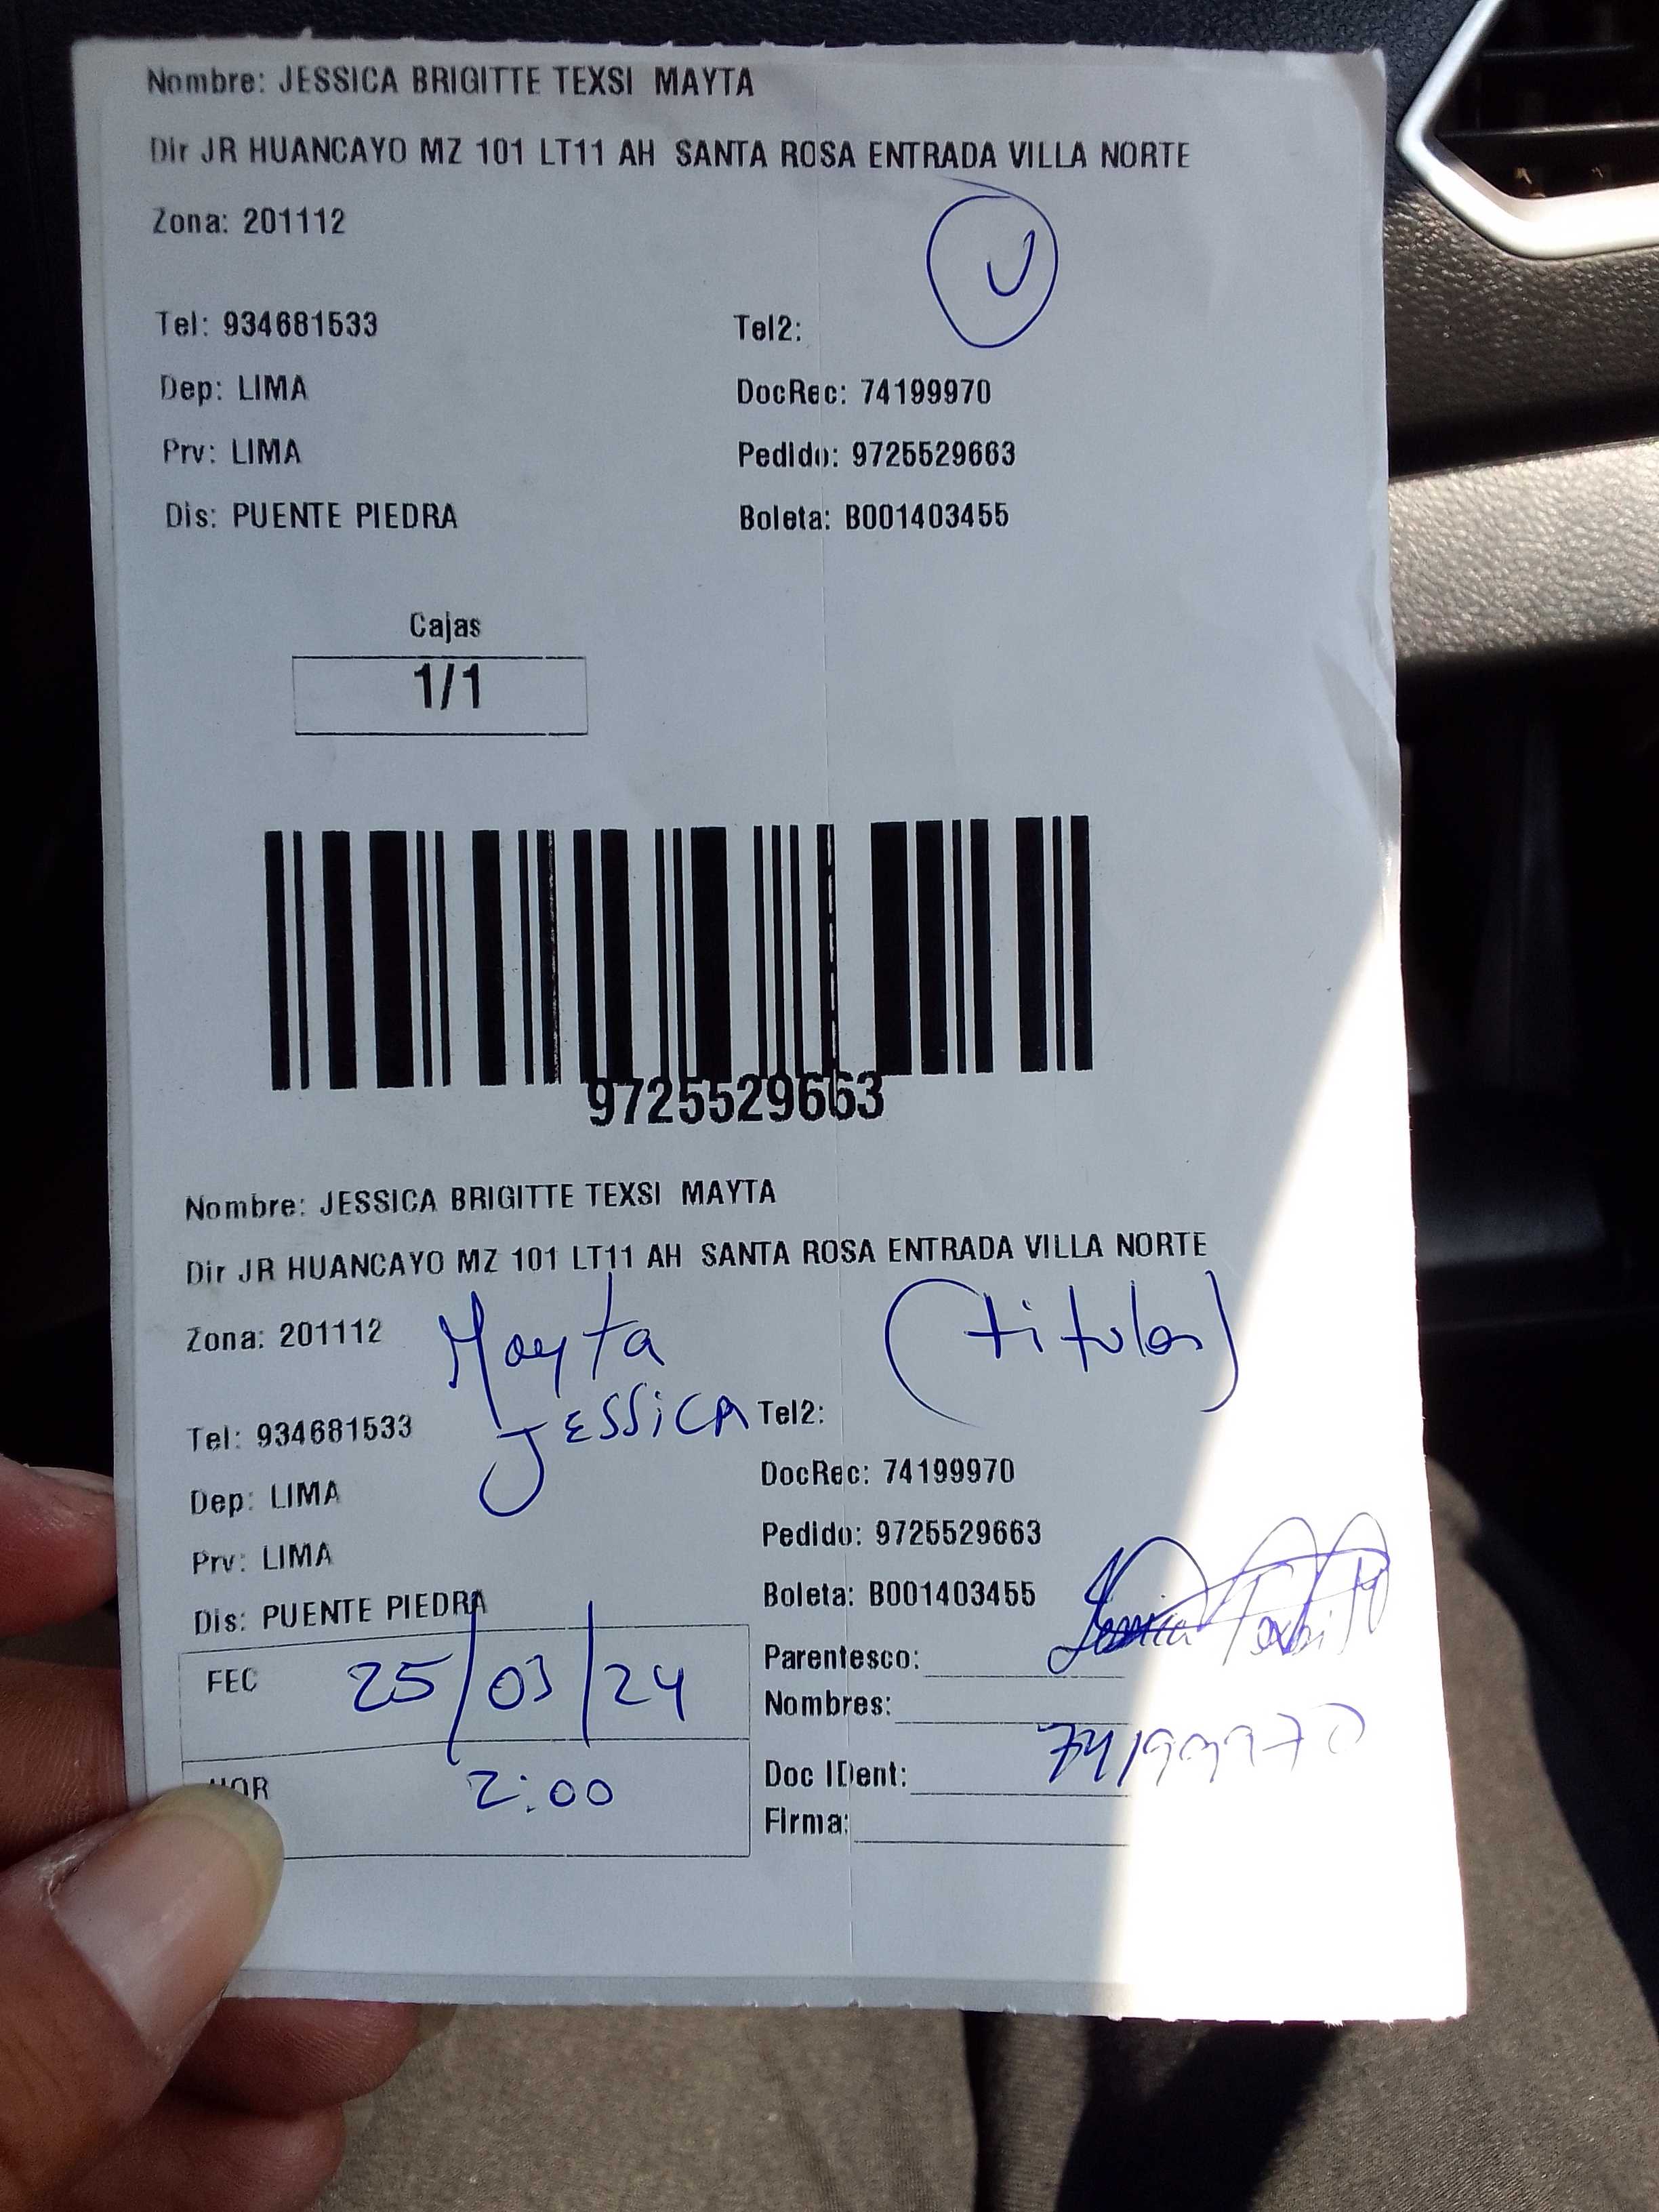 Nombre: JESSICA BRIGITTE TEXSI MAYTA
Dir JR HUANCAYO MZ 101 LT11 AH SANTA ROSA ENTRADA VILLA NORTE
Zona: 201112
Tel: 934681533 Tel2:
Dep: LIMA DocRec: 74199970
Prv: LIMA Pedido: 9725529663
Dis: PUENTE PIEDRA Boleta: B001403455
Cajas
1/1
9725529663
Nombre: JESSICA BRIGITTE TEXSI MAYTA
Dir JR HUANCAYO MZ 101 LT11 AH SANTA ROSA ENTRADA VILLA NORTE
Zona: 201112 Mayta (titular)
Tel: 934681533 JESSICA Tel2:
Dep: LIMA DocRec: 74199970
Prv: LIMA Pedido: 9725529663
Dis: PUENTE PIEDRA Boleta: B001403455
FEC 25/03/24 Parentesco:
Nombres:
HOR 2:00 Doc IDent: 74199970
Firma: